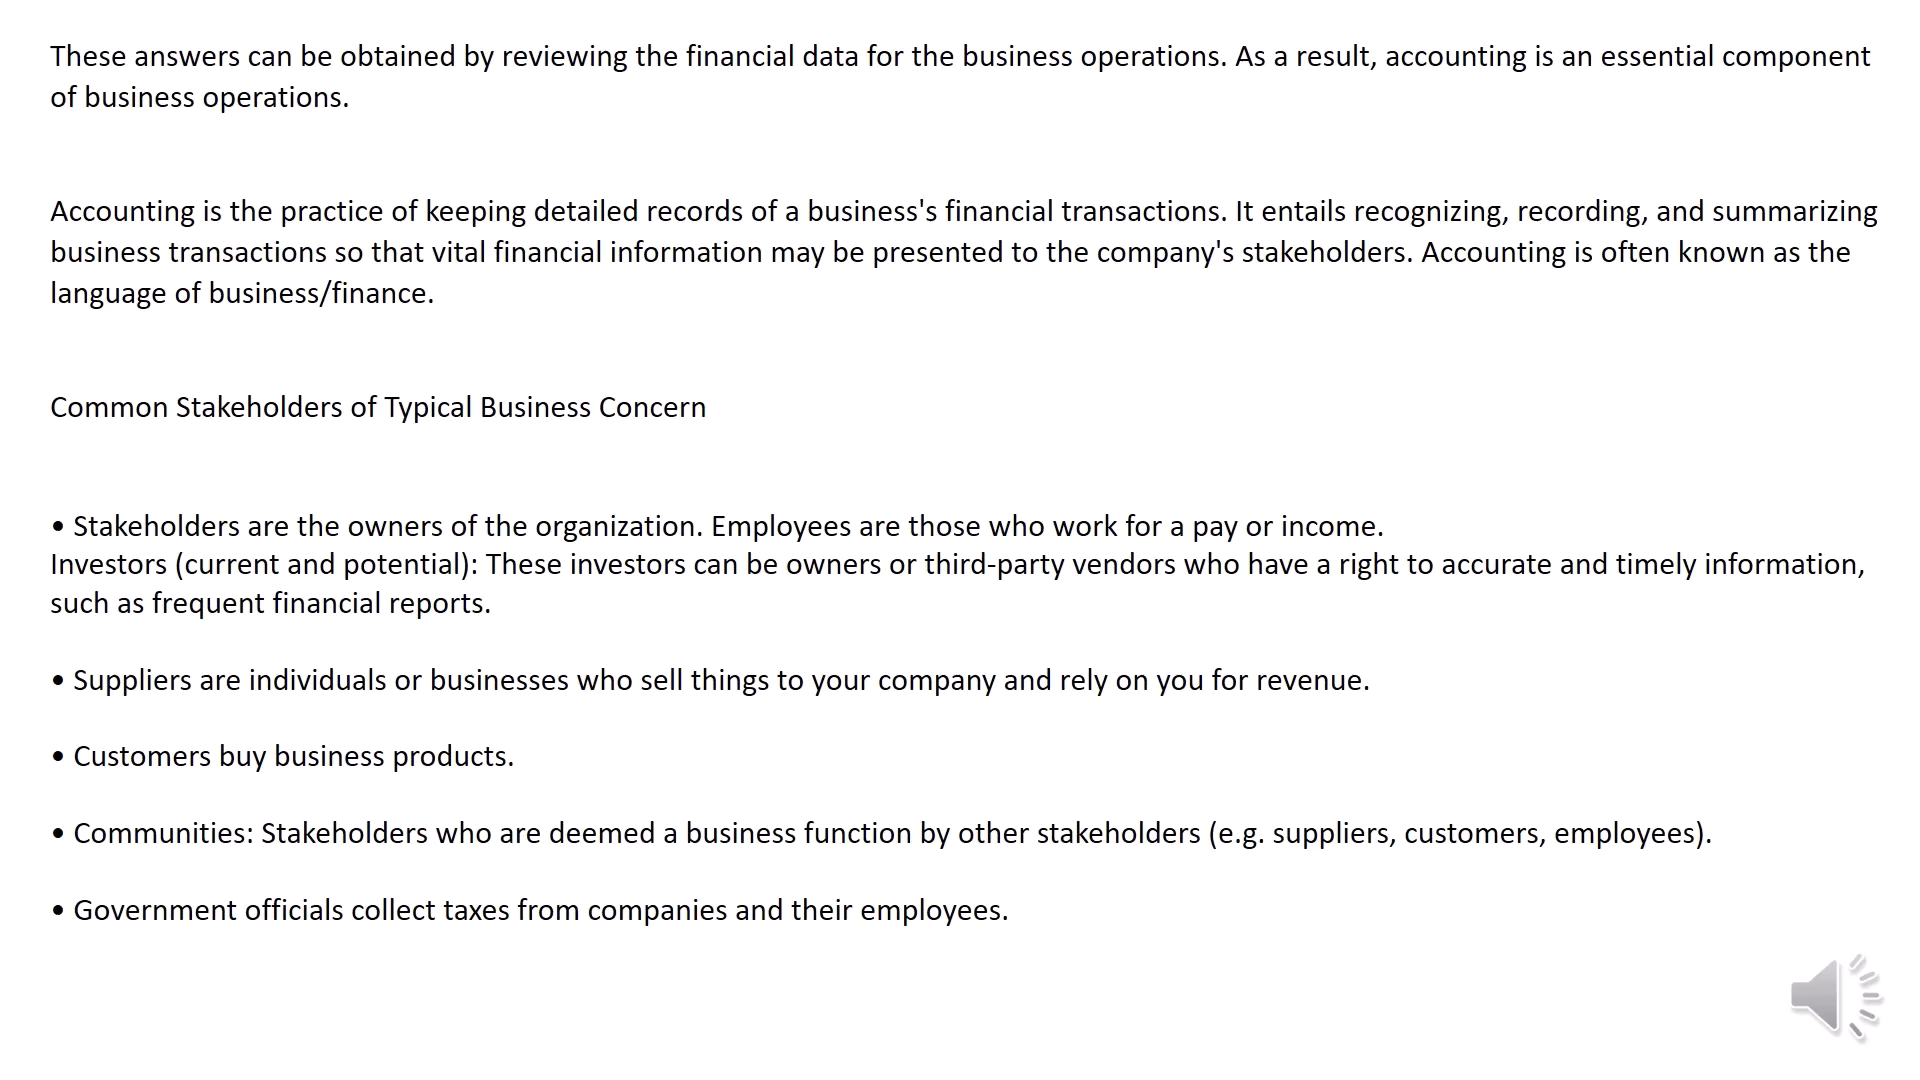 These answers can be obtained by reviewing the financial data for the business operations. As a result, accounting is an essential component
of business operations.
Accounting is the practice of keeping detailed records of a business's financial transactions. It entails recognizing, recording, and summarizing
business transactions so that vital financial information may be presented to the company's stakeholders. Accounting is often known as the
language of business/finance.
Common Stakeholders of Typical Business Concern
• Stakeholders are the owners of the organization. Employees are those who work for a pay or income.
Investors (current and potential): These investors can be owners or third-party vendors who have a right to accurate and timely information,
such as frequent financial reports.
• Suppliers are individuals or businesses who sell things to your company and rely on you for revenue.
• Customers buy business products.
• Communities: Stakeholders who are deemed a business function by other stakeholders (e.g. suppliers, customers, employees).
• Government officials collect taxes from companies and their employees.